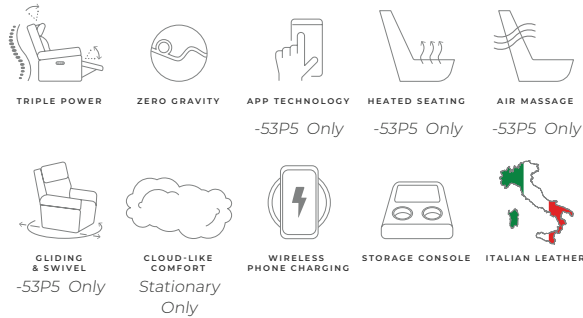 TRIPLE POWER
ZERO GRAVITY
APP TECHNOLOGY
-53P5 Only
HEATED SEATING
-53P5 Only
AIR MASSAGE
-53P5 Only
GLIDING
& SWIVEL
-53P5 Only
CLOUD-LIKE
COMFORT
Stationary
Only
WIRELESS
PHONE CHARGING
STORAGE CONSOLE
ITALIAN LEATHER